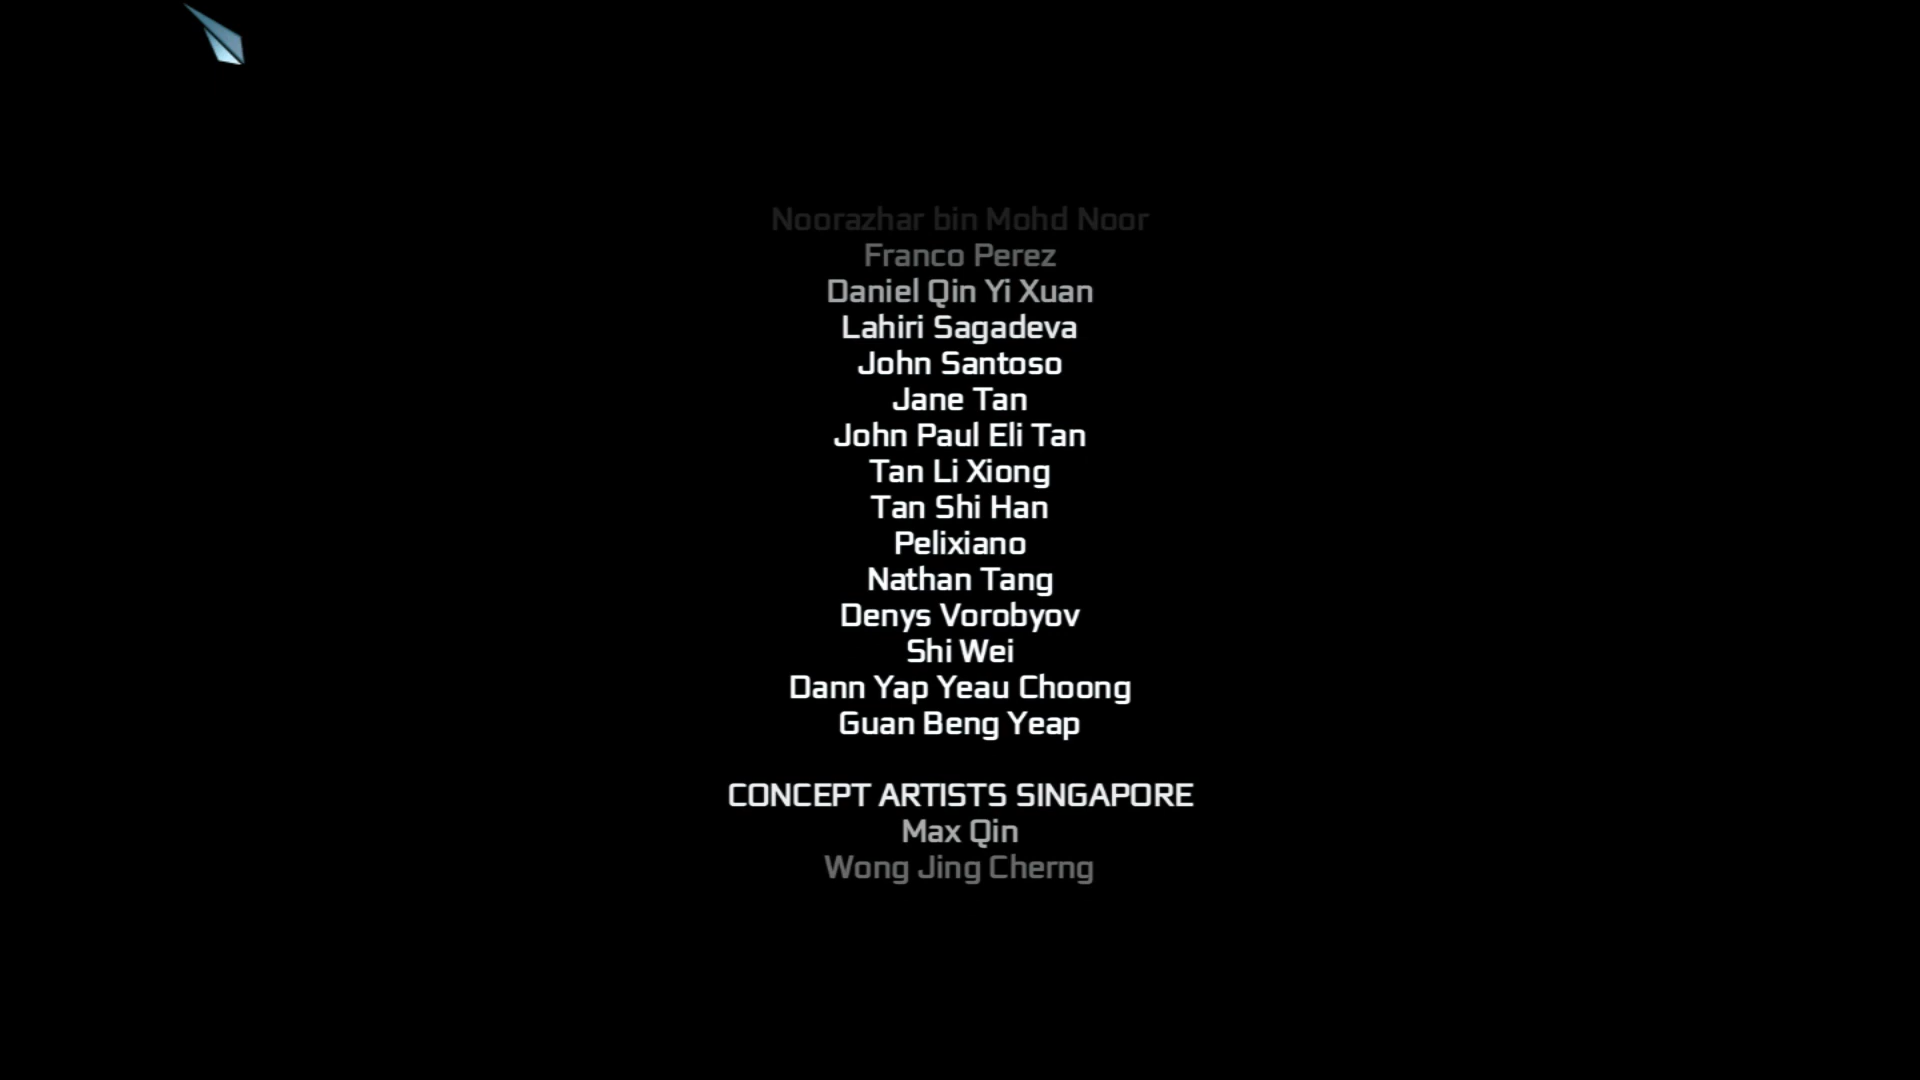 Noorazhar bin Mohd Noor
Franco Perez
Daniel Qin Yi Xuan
Lahiri Sagadeva
John Santoso
Jane Tan
John Paul Eli Tan
Tan Li Xiong
Tan Shi Han
Pelixiano
Nathan Tang
Denys Vorobyov
Shi Wei
Dann Yap Yeau Choong
Guan Beng Yeap
CONCEPT ARTISTS SINGAPORE
Max Qin
Wong Jing Cherng